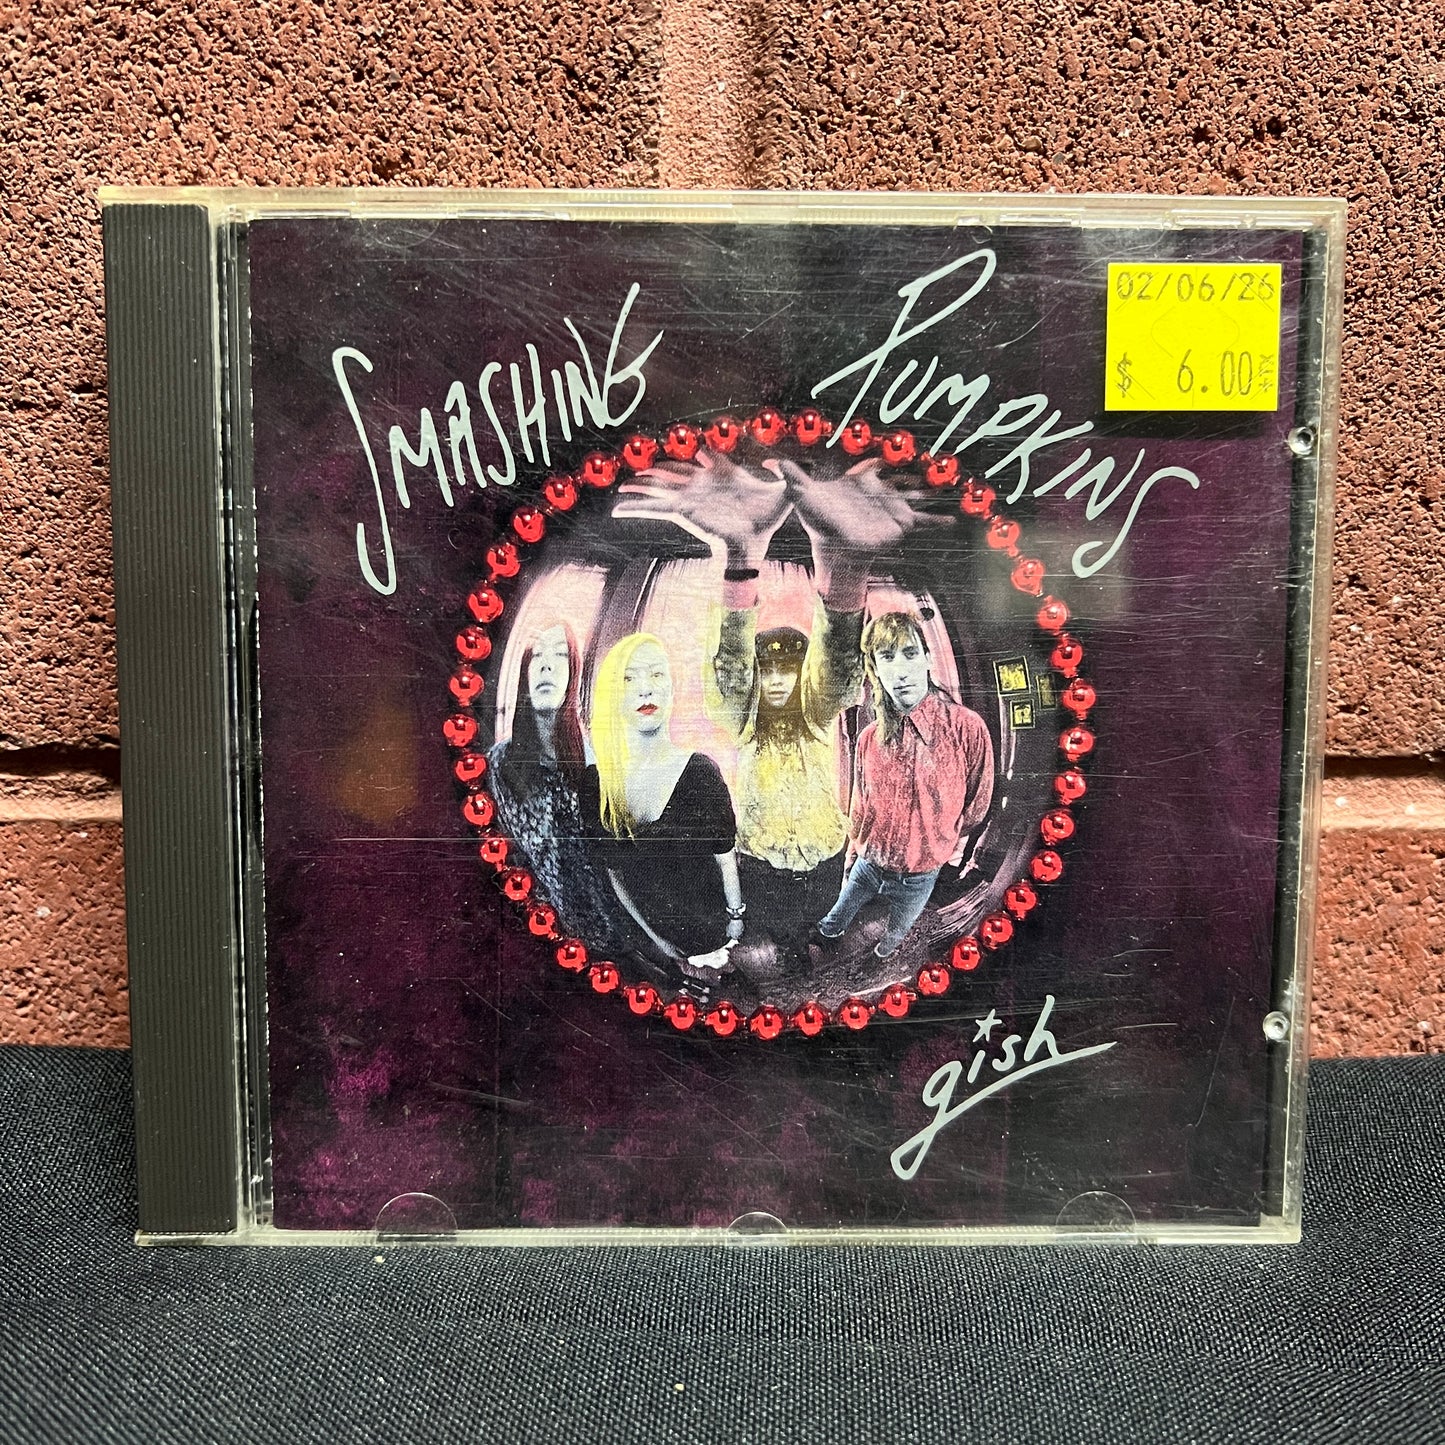 SMASHING
PUMPKINS
02/06/26
$ 6.00
gish